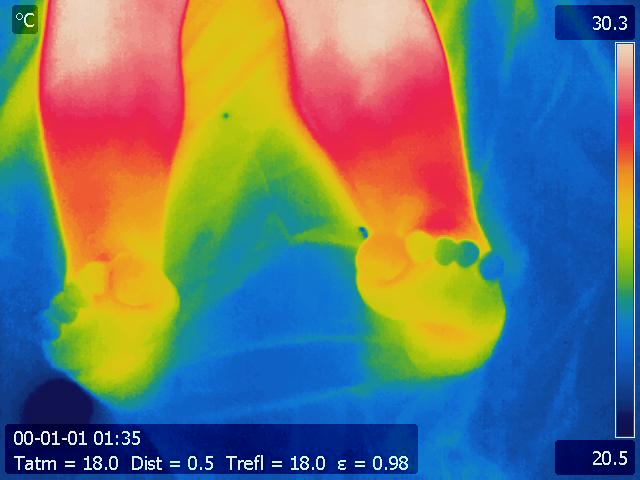 °C
30.3
20.5
00-01-01 01:35
Tatm = 18.0 Dist = 0.5 Trefl = 18.0 ε = 0.98